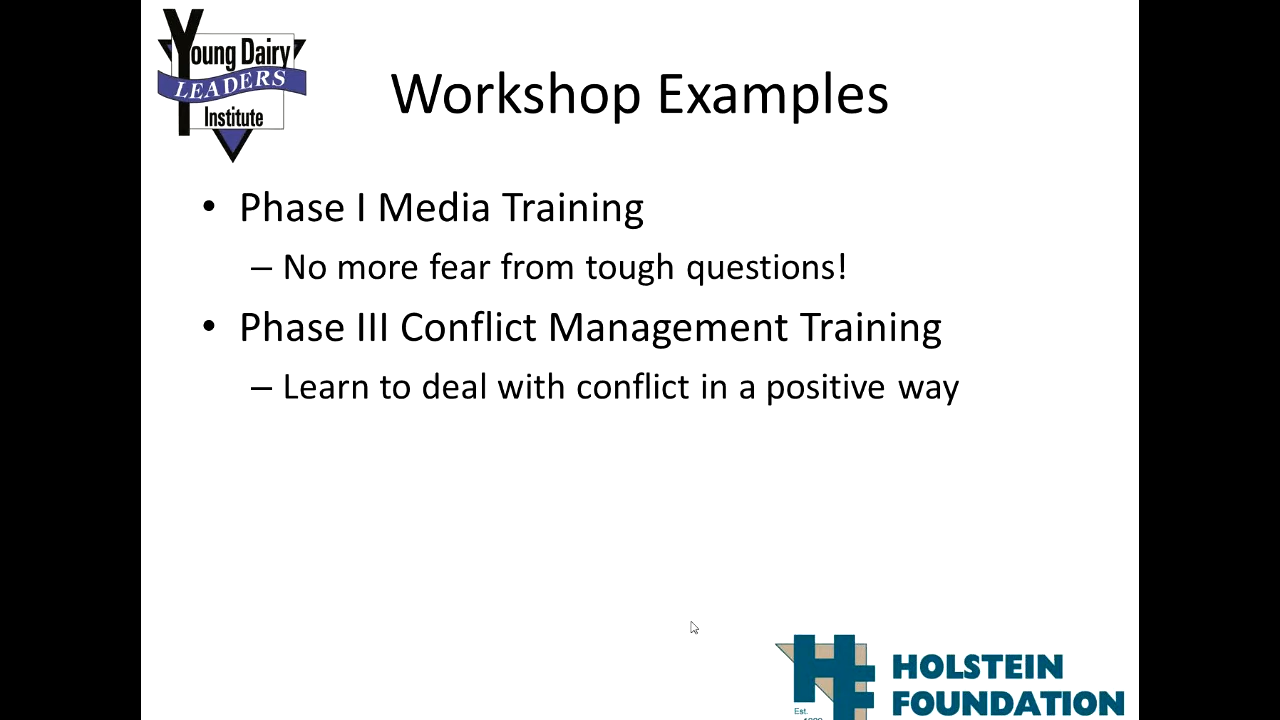 Young Dairy
LEADERS
Institute
Workshop Examples
• Phase I Media Training
– No more fear from tough questions!
• Phase III Conflict Management Training
– Learn to deal with conflict in a positive way
HOLSTEIN
FOUNDATION
Est.